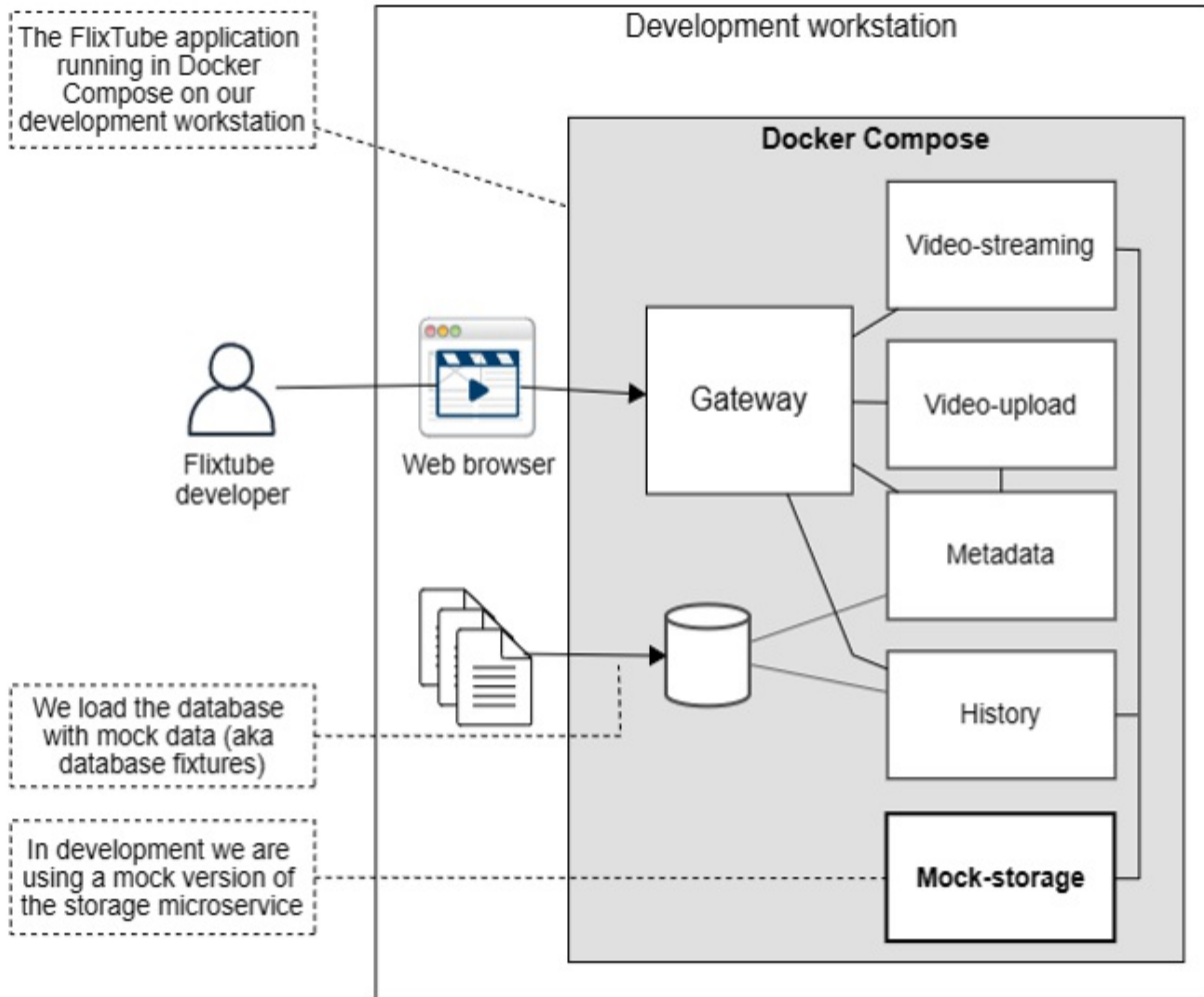 The FlixTube application
running in Docker
Compose on our
development workstation
Development workstation
Docker Compose
Video-streaming
Gateway
Video-upload
Flixtube
developer
Web browser
Metadata
We load the database
with mock data (aka
database fixtures)
History
In development we are
using a mock version of
the storage microservice
Mock-storage